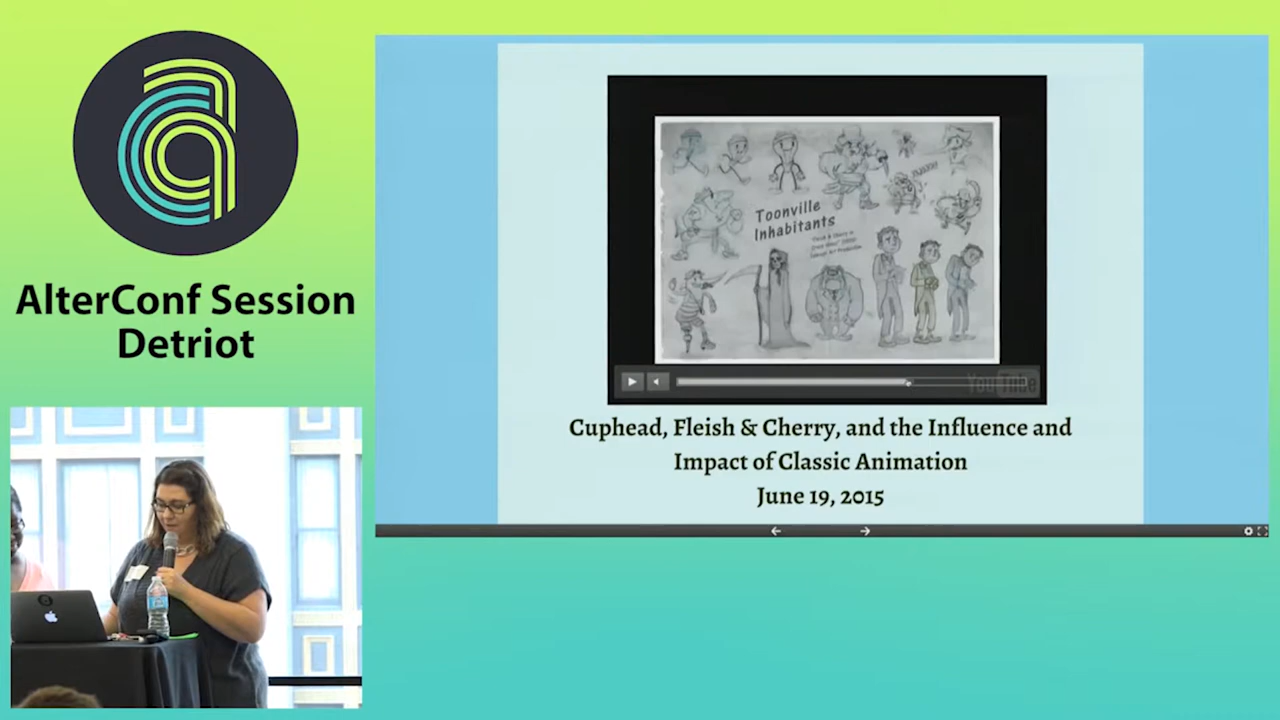 AlterConf Session
Detriot
Toonville
Inhabitants
YouTube
Cuphead, Fleish & Cherry, and the Influence and
Impact of Classic Animation
June 19, 2015